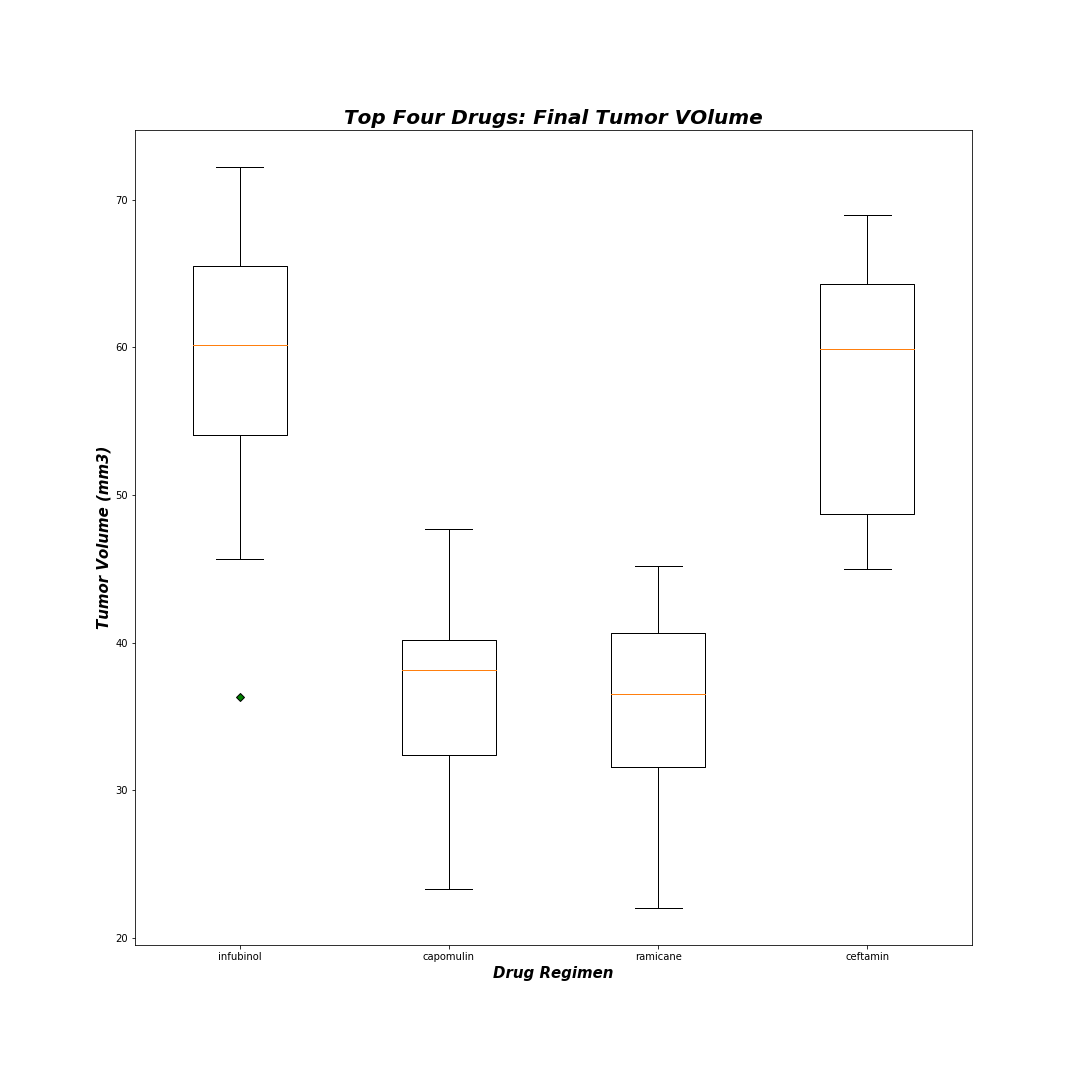 Top Four Drugs: Final Tumor VOlume
70
60
50
40
30
20
Tumor Volume (mm3)
infubinol
capomulin
ramicane
ceftamin
Drug Regimen